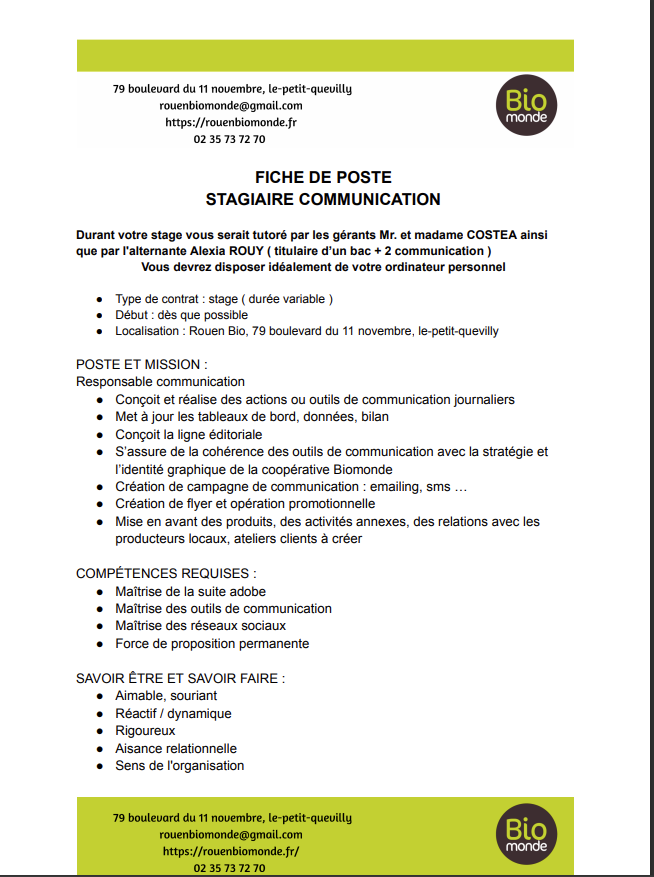 79 boulevard du 11 novembre, le-petit-quevilly
rouenbiomonde@gmail.com
https://rouenbiomonde.fr
02 35 73 72 70
Bio
monde
FICHE DE POSTE
STAGIAIRE COMMUNICATION
Durant votre stage vous serait tutoré par les gérants Mr. et madame COSTEA ainsi
que par l'alternante Alexia ROUY ( titulaire d'un bac + 2 communication )
Vous devrez disposer idéalement de votre ordinateur personnel
● Type de contrat : stage ( durée variable )
● Début : dès que possible
● Localisation : Rouen Bio, 79 boulevard du 11 novembre, le-petit-quevilly
POSTE ET MISSION :
Responsable communication
● Conçoit et réalise des actions ou outils de communication journaliers
● Met à jour les tableaux de bord, données, bilan
● Conçoit la ligne éditoriale
● S'assure de la cohérence des outils de communication avec la stratégie et
l'identité graphique de la coopérative Biomonde
● Création de campagne de communication : emailing, sms …
● Création de flyer et opération promotionnelle
● Mise en avant des produits, des activités annexes, des relations avec les
producteurs locaux, ateliers clients à créer
COMPÉTENCES REQUISES :
● Maîtrise de la suite adobe
● Maîtrise des outils de communication
● Maîtrise des réseaux sociaux
● Force de proposition permanente
SAVOIR ÊTRE ET SAVOIR FAIRE :
● Aimable, souriant
● Réactif / dynamique
● Rigoureux
● Aisance relationnelle
● Sens de l'organisation
79 boulevard du 11 novembre, le-petit-quevilly
rouenbiomonde@gmail.com
https://rouenbiomonde.fr/
02 35 73 72 70
Bio
monde